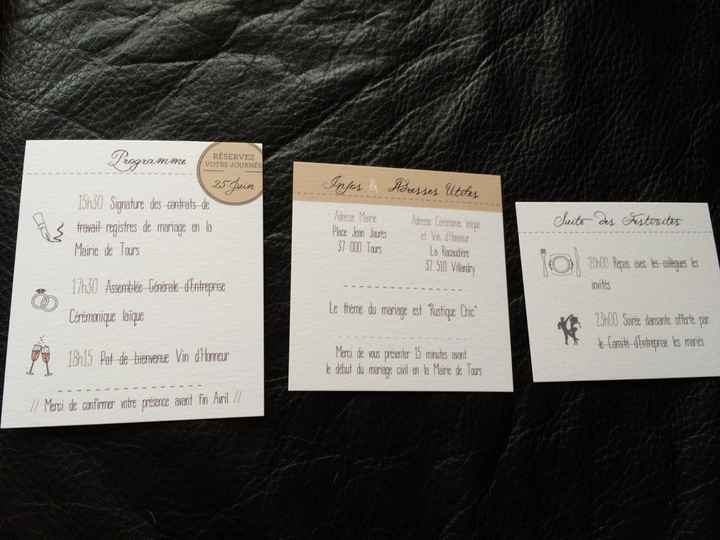 Programme
RÉSERVEZ
VOTRE JOURNÉE
25 Juin
15h30 Signature des contrats de
travail registres de mariage en la
Mairie de Tours
17h30 Assemblée Générale d'Entreprise
Cérémonique laïque
18h15 Pot de bienvenue Vin d'Honneur
// Merci de confirmer votre présence avant Fin Avril //
Infos & Adresses Utiles
Adresse Mairie
Place Jean Jaurès
37 000 Tours
Adresse Cérémonie laïque
et Vin d'Honneur
La
37 510 Villandry
Le thème du mariage est "Rustique Chic"
Merci de vous présenter 15 minutes avant
le début du mariage civil en la Mairie de Tours
Suite des Festivités
20h00 Repas avec les collègues les
invités
23h00 Soirée dansante offerte par
le Comité d'Entreprise les mariés